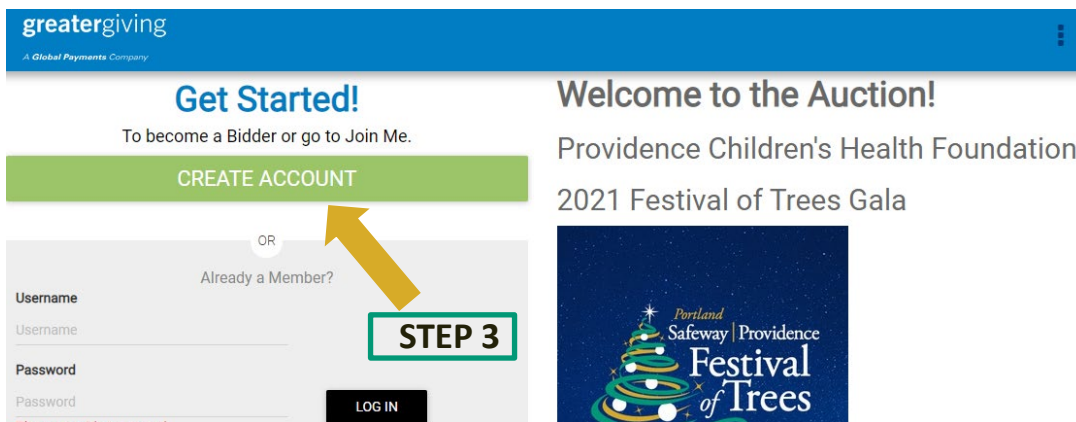 greatergiving
A Global Payments Company
Get Started!
To become a Bidder or go to Join Me.
CREATE ACCOUNT
OR
Already a Member?
Username
Username
Password
Password
LOG IN
STEP 3
Welcome to the Auction!
Providence Children's Health Foundation
2021 Festival of Trees Gala
Portland
Safeway | Providence
Festival
of Trees